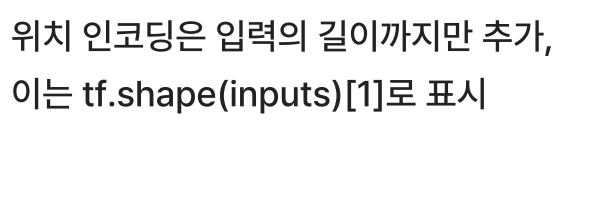 위치 인코딩은 입력의 길이까지만 추가,
이는 tf.shape(inputs)[1]로 표시